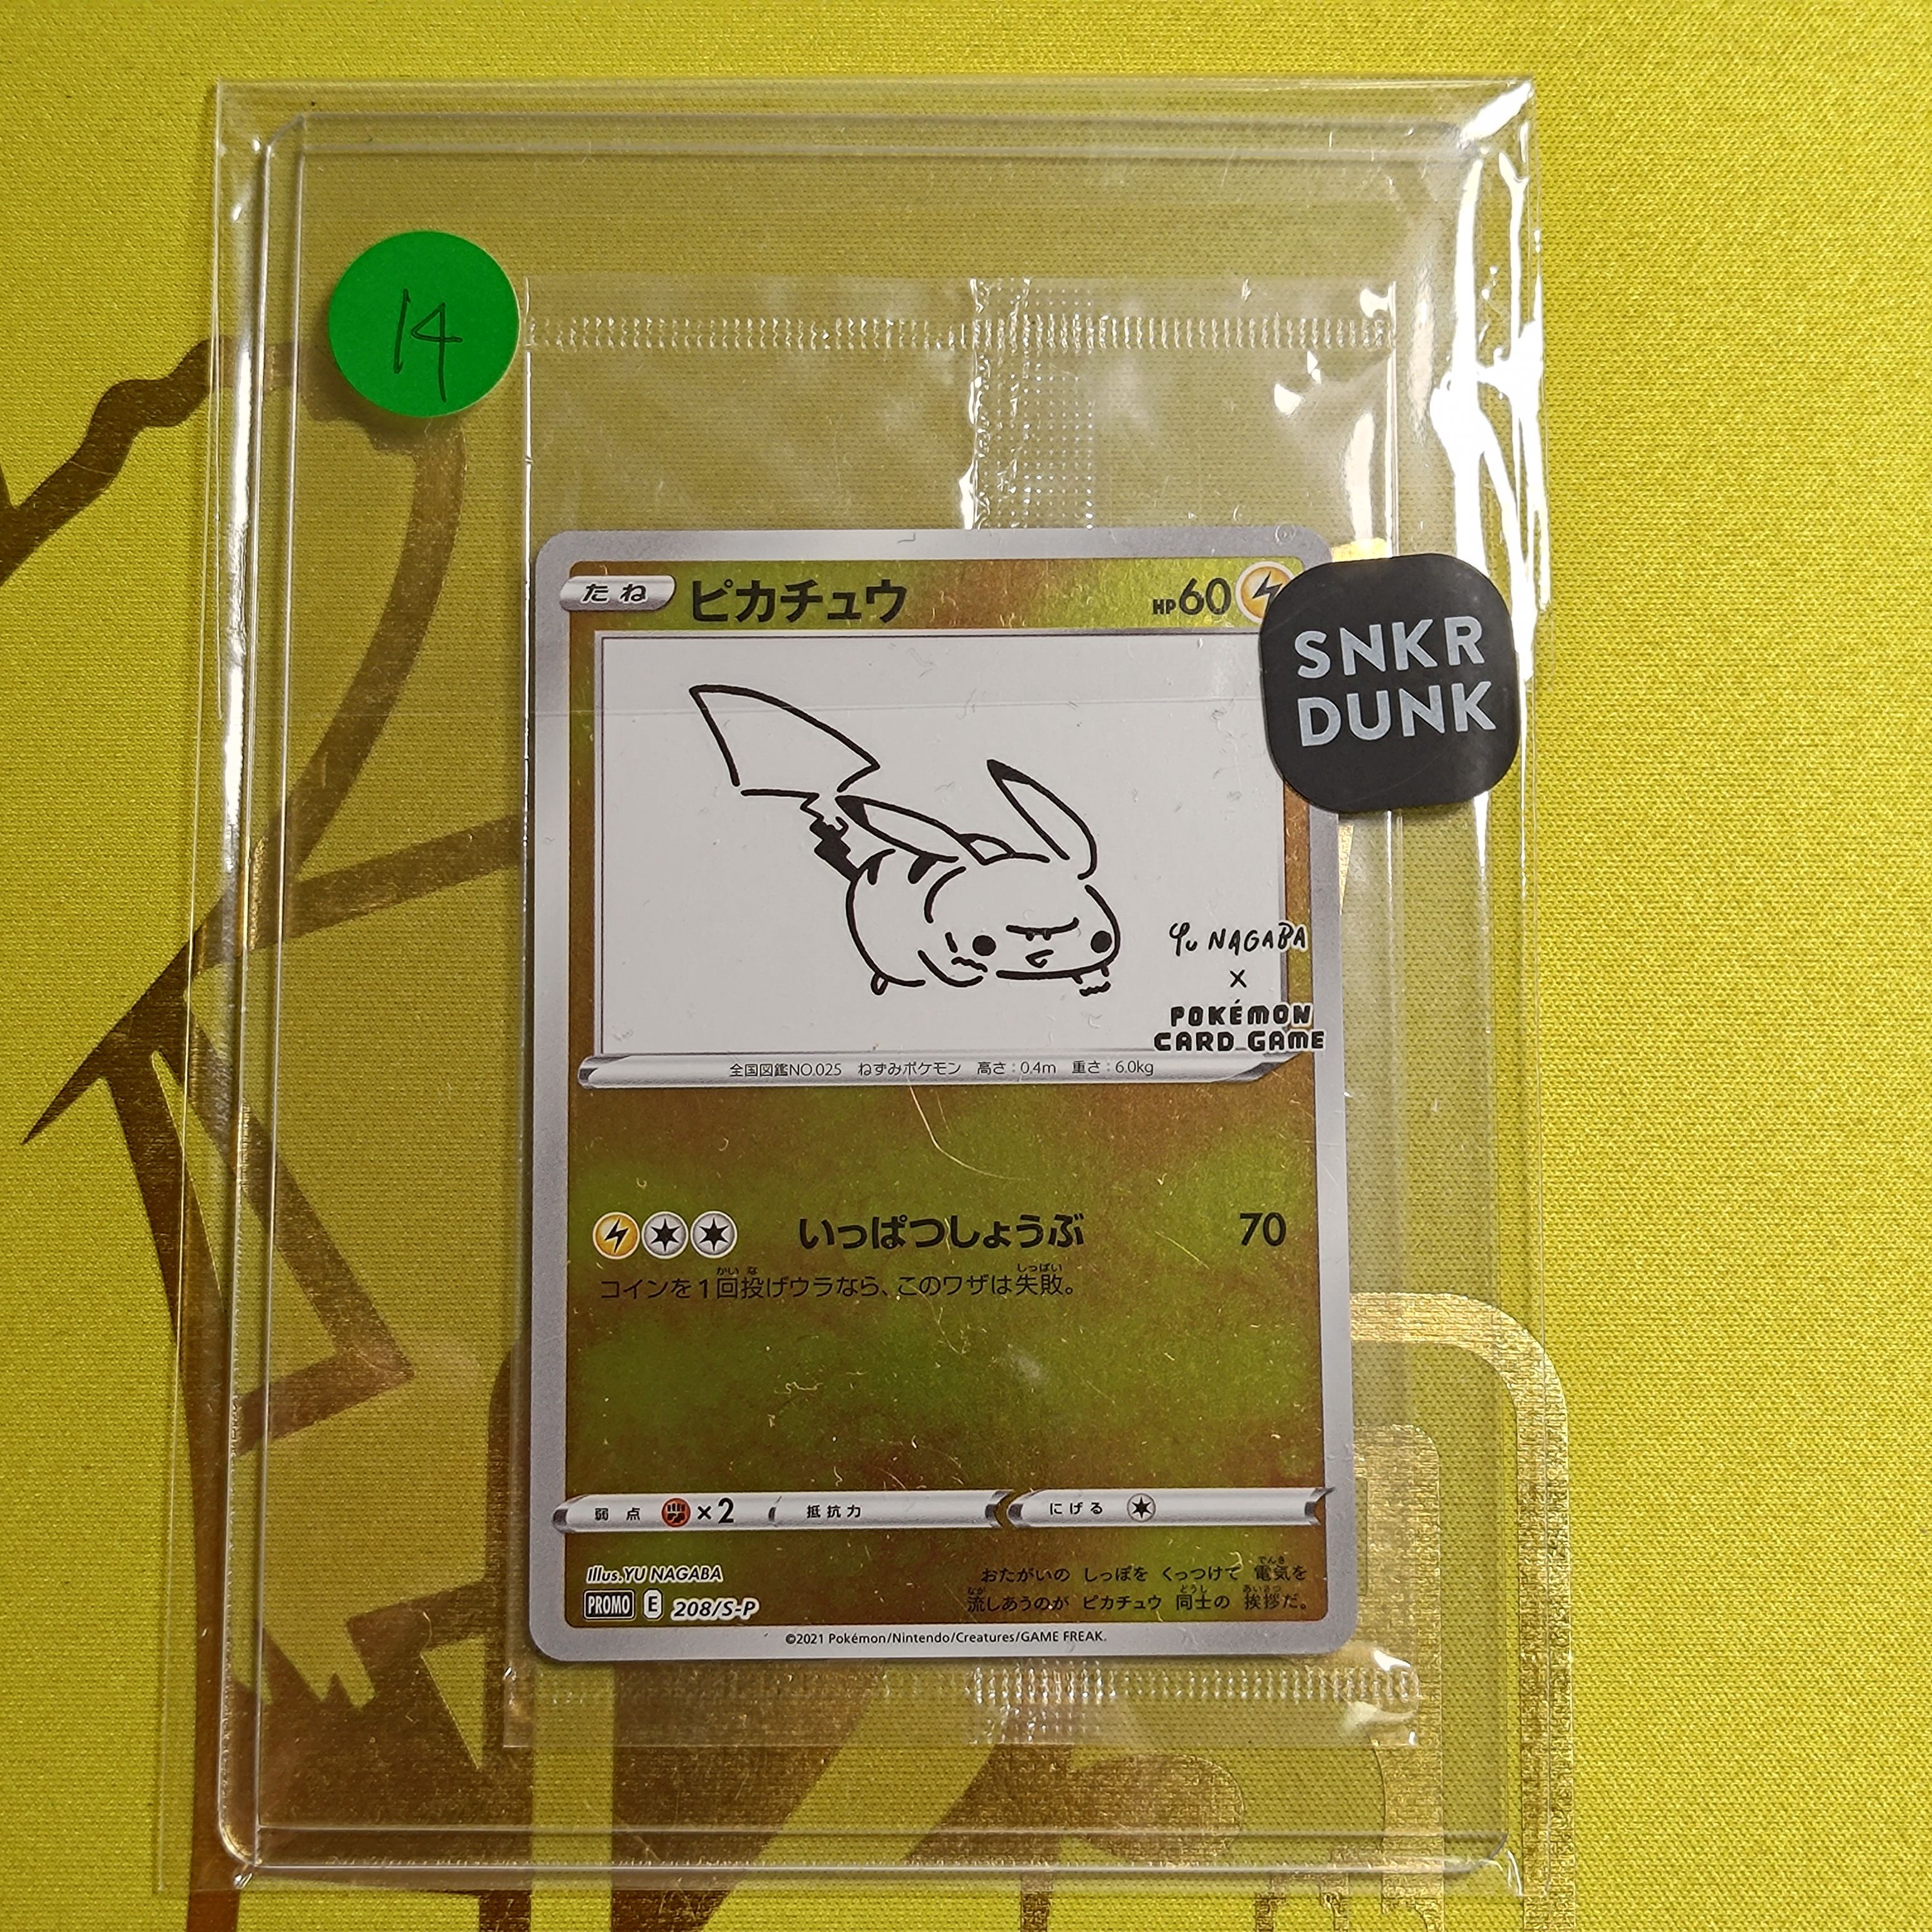 14
たね ピカチュウ HP60
SNKR
DUNK
Yu NAGABA
×
POKÉMON
CARD GAME
全国図鑑NO.025 ねずみポケモン 高さ：0.4m 重さ：6.0kg
いっぱつしょうぶ 70
コインを1回投げウラなら、このワザは失敗。
弱点 ×2 抵抗力 にげる
Illus.YU NAGABA
PROMO E 208/S-P
おたがいの しっぽを くっつけて 電気を
流しあうのが ピカチュウ 同士の 挨拶だ。
©2021 Pokémon/Nintendo/Creatures/GAME FREAK.